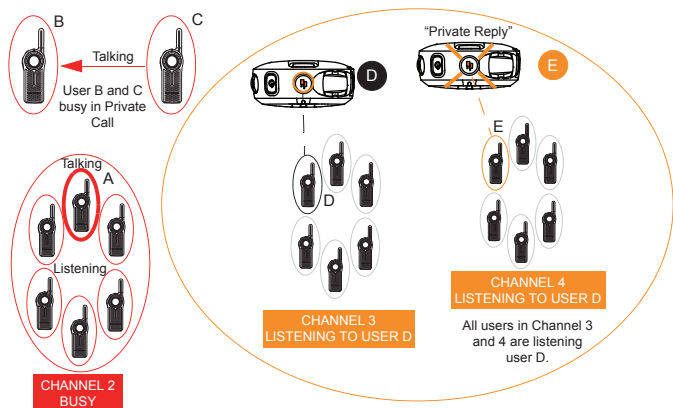 B
C
Talking
User B and C
busy in Private
Call
Talking
A
Listening
CHANNEL 2
BUSY
D
D
CHANNEL 3
LISTENING TO USER D
“Private Reply”
E
E
CHANNEL 4
LISTENING TO USER D
All users in Channel 3
and 4 are listening
user D.